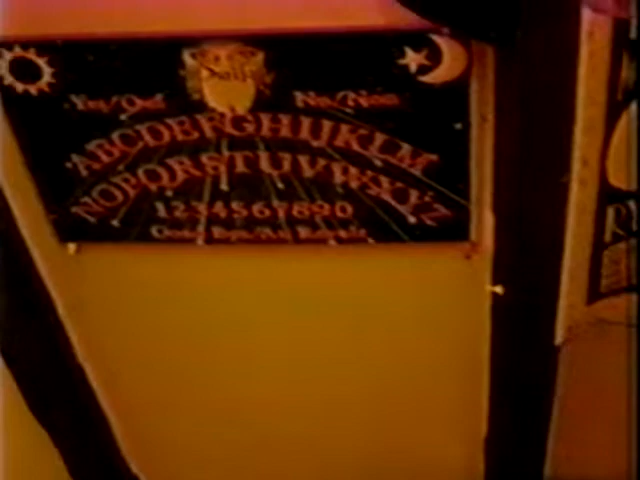 Yes/Oui
No/Non
ABCDEFGHIJKLM
NOPQRSTUVWXYZ
1234567890
Good Bye/Au Revoir